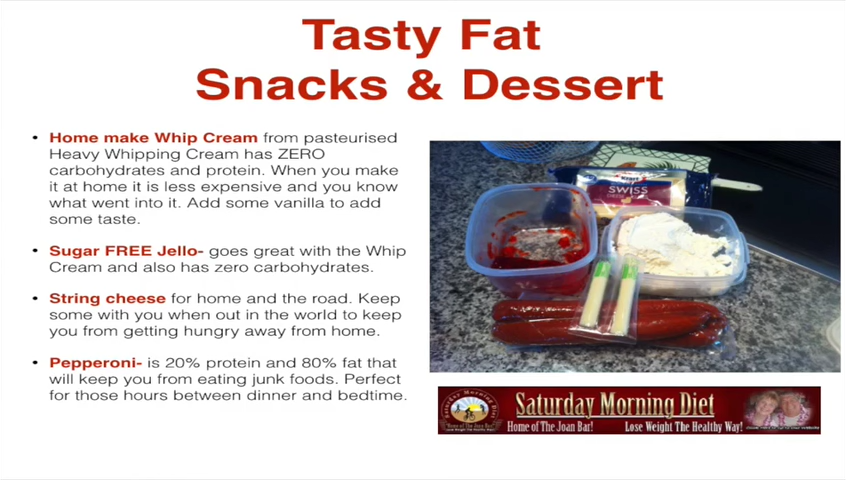 Tasty Fat
Snacks & Dessert
• Home make Whip Cream from pasteurised
Heavy Whipping Cream has ZERO
carbohydrates and protein. When you make
it at home it is less expensive and you know
what went into it. Add some vanilla to add
some taste.
• Sugar FREE Jello- goes great with the Whip
Cream and also has zero carbohydrates.
• String cheese for home and the road. Keep
some with you when out in the world to keep
you from getting hungry away from home.
• Pepperoni- is 20% protein and 80% fat that
will keep you from eating junk foods. Perfect
for those hours between dinner and bedtime.
SWISS
Saturday Morning Diet
Home of The Joan Bar!
Lose Weight The Healthy Way!